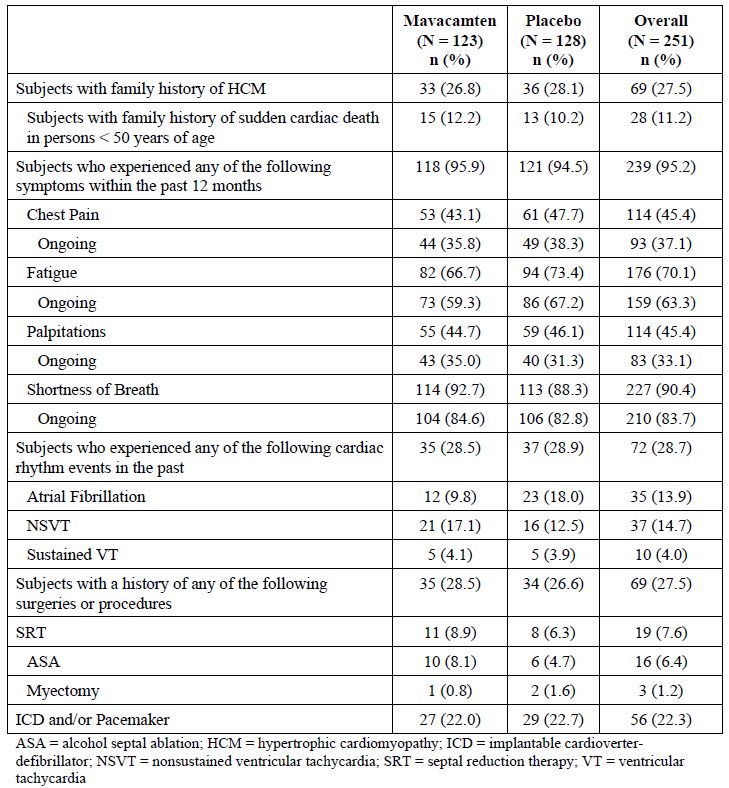 Mavacamten Placebo Overall
(N = 123) (N = 128) (N = 251)
n (%) n (%) n (%)
Subjects with family history of HCM 33 (26.8) 36 (28.1) 69 (27.5)
Subjects with family history of sudden cardiac death 15 (12.2) 13 (10.2) 28 (11.2)
in persons < 50 years of age
Subjects who experienced any of the following 118 (95.9) 121 (94.5) 239 (95.2)
symptoms within the past 12 months
Chest Pain 53 (43.1) 61 (47.7) 114 (45.4)
Ongoing 44 (35.8) 49 (38.3) 93 (37.1)
Fatigue 82 (66.7) 94 (73.4) 176 (70.1)
Ongoing 73 (59.3) 86 (67.2) 159 (63.3)
Palpitations 55 (44.7) 59 (46.1) 114 (45.4)
Ongoing 43 (35.0) 40 (31.3) 83 (33.1)
Shortness of Breath 114 (92.7) 113 (88.3) 227 (90.4)
Ongoing 104 (84.6) 106 (82.8) 210 (83.7)
Subjects who experienced any of the following cardiac 35 (28.5) 37 (28.9) 72 (28.7)
rhythm events in the past
Atrial Fibrillation 12 (9.8) 23 (18.0) 35 (13.9)
NSVT 21 (17.1) 16 (12.5) 37 (14.7)
Sustained VT 5 (4.1) 5 (3.9) 10 (4.0)
Subjects with a history of any of the following 35 (28.5) 34 (26.6) 69 (27.5)
surgeries or procedures
SRT 11 (8.9) 8 (6.3) 19 (7.6)
ASA 10 (8.1) 6 (4.7) 16 (6.4)
Myectomy 1 (0.8) 2 (1.6) 3 (1.2)
ICD and/or Pacemaker 27 (22.0) 29 (22.7) 56 (22.3)
ASA = alcohol septal ablation; HCM = hypertrophic cardiomyopathy; ICD = implantable cardioverter-
defibrillator; NSVT = nonsustained ventricular tachycardia; SRT = septal reduction therapy; VT = ventricular
tachycardia